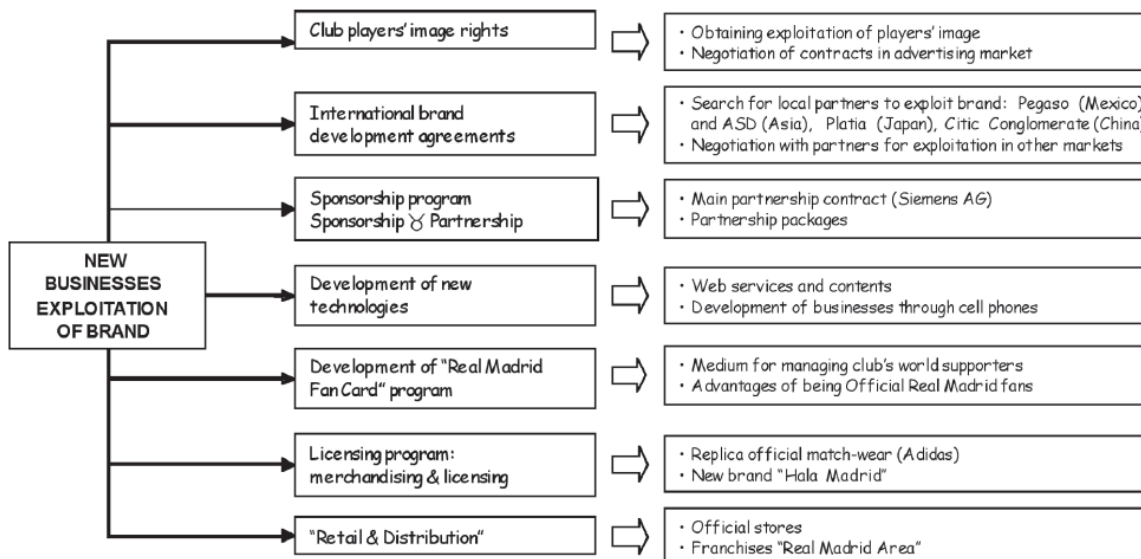 Club players' image rights
• Obtaining exploitation of players' image
• Negotiation of contracts in advertising market
International brand
development agreements
• Search for local partners to exploit brand: Pegaso (Mexico)
and ASD (Asia), Platia (Japan), Citic Conglomerate (China)
• Negotiation with partners for exploitation in other markets
Sponsorship program
Sponsorship ♉ Partnership
• Main partnership contract (Siemens AG)
• Partnership packages
NEW
BUSINESSES
EXPLOITATION
OF BRAND
Development of new
technologies
• Web services and contents
• Development of businesses through cell phones
Development of "Real Madrid
Fan Card" program
• Medium for managing club's world supporters
• Advantages of being Official Real Madrid fans
Licensing program:
merchandising & licensing
• Replica official match-wear (Adidas)
• New brand "Hala Madrid"
"Retail & Distribution"
• Official stores
• Franchises "Real Madrid Area"